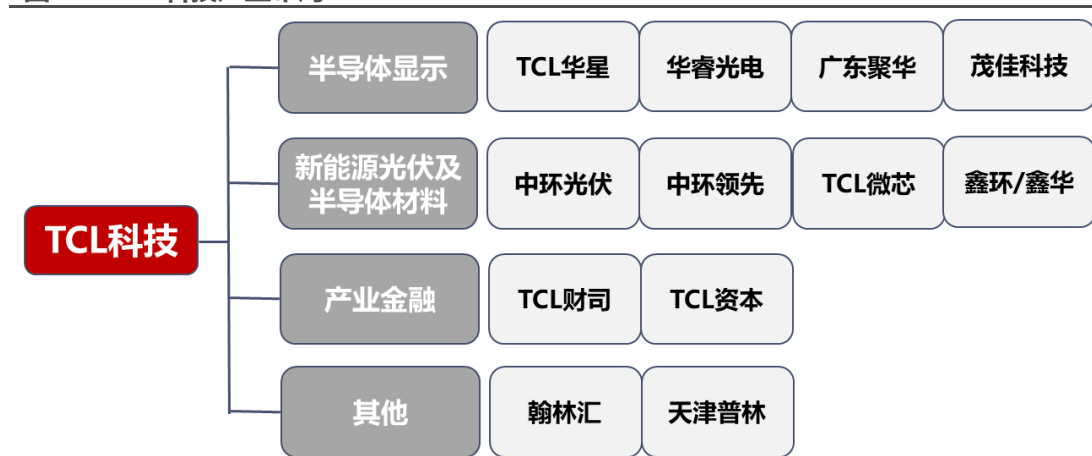 半导体显示
TCL华星
华睿光电
广东聚华
茂佳科技
新能源光伏及
半导体材料
中环光伏
中环领先
TCL微芯
鑫环/鑫华
TCL科技
产业金融
TCL财司
TCL资本
其他
翰林汇
天津普林